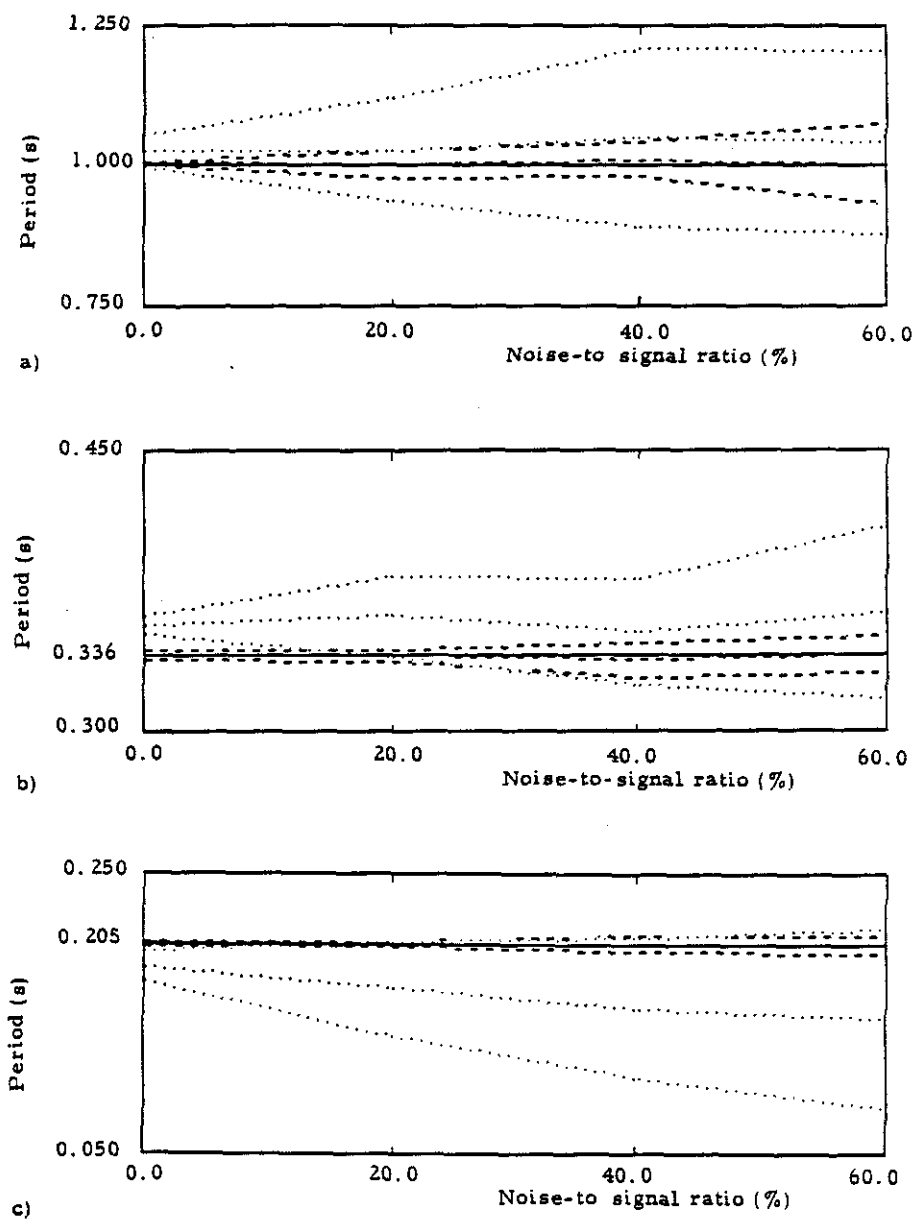 1.250
1.000
0.750
Period (s)
0.0 20.0 40.0 60.0
Noise-to signal ratio (%)
a)
0.450
0.336
0.300
Period (s)
0.0 20.0 40.0 60.0
Noise-to-signal ratio (%)
b)
0.250
0.205
0.050
Period (s)
0.0 20.0 40.0 60.0
Noise-to signal ratio (%)
c)